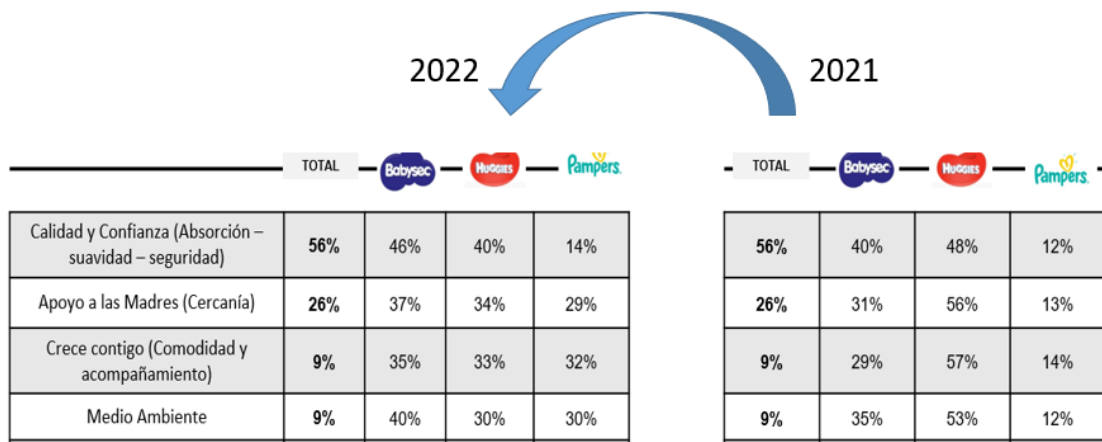 2022 2021
TOTAL Babysec HUGGIES Pampers. TOTAL Babysec HUGGIES Pampers.
Calidad y Confianza (Absorción –
suavidad – seguridad) 56% 46% 40% 14% 56% 40% 48% 12%
Apoyo a las Madres (Cercanía) 26% 37% 34% 29% 26% 31% 56% 13%
Crece contigo (Comodidad y
acompañamiento) 9% 35% 33% 32% 9% 29% 57% 14%
Medio Ambiente 9% 40% 30% 30% 9% 35% 53% 12%